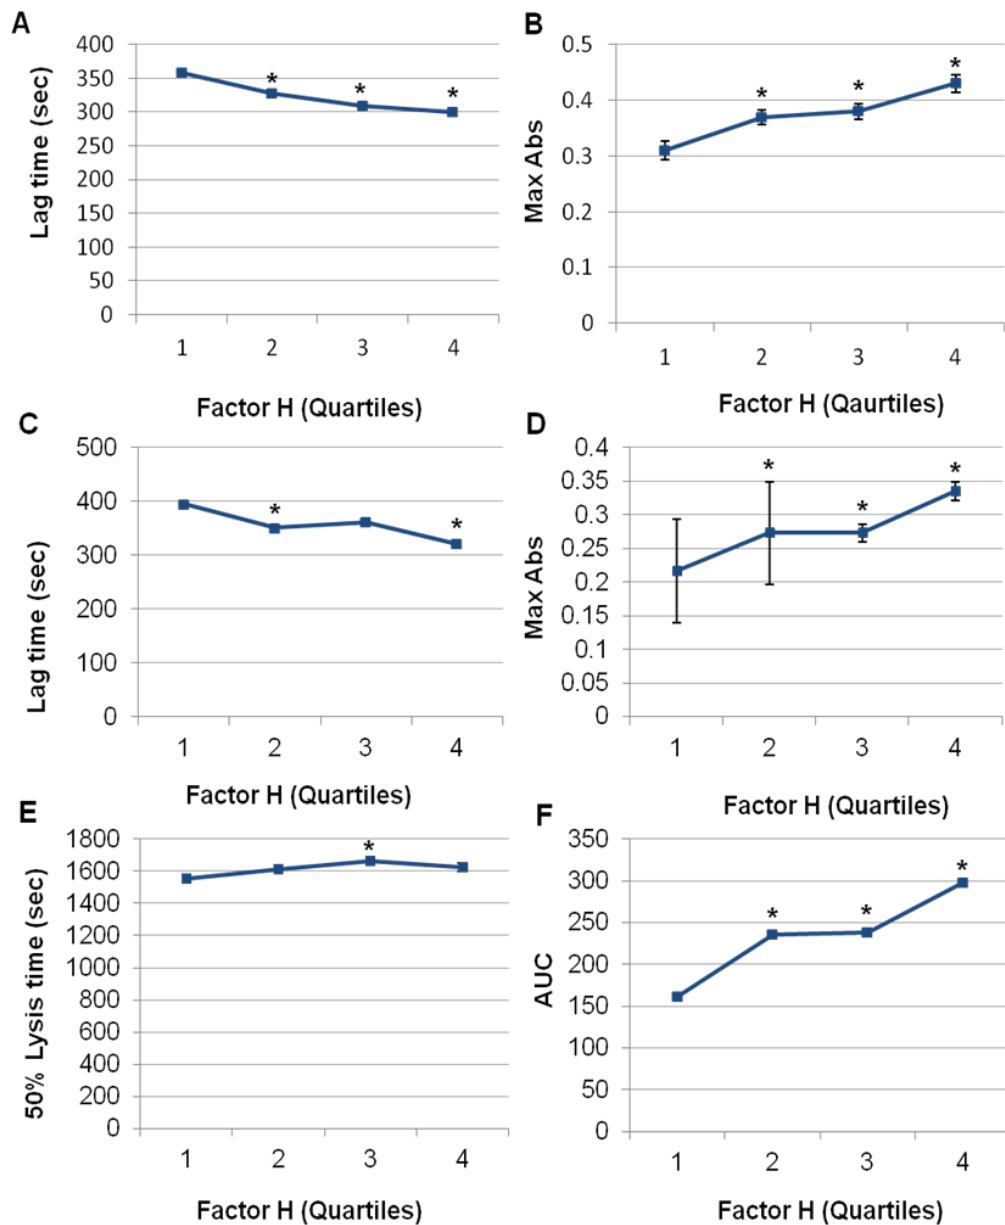 A
Lag time (sec)
400
350
300
250
200
150
100
50
0
*
*
*
1 2 3 4
Factor H (Quartiles)
B
Max Abs
0.5
0.4
0.3
0.2
0.1
0
*
*
*
1 2 3 4
Factor H (Qaurtiles)
C
Lag time (sec)
500
400
300
200
100
0
*
*
1 2 3 4
Factor H (Quartiles)
D
Max Abs
0.4
0.35
0.3
0.25
0.2
0.15
0.1
0.05
0
*
*
*
1 2 3 4
Factor H (Quartiles)
E
50% Lysis time (sec)
1800
1600
1400
1200
1000
800
600
400
200
0
*
1 2 3 4
Factor H (Quartiles)
F
AUC
350
300
250
200
150
100
50
0
*
*
*
1 2 3 4
Factor H (Quartiles)